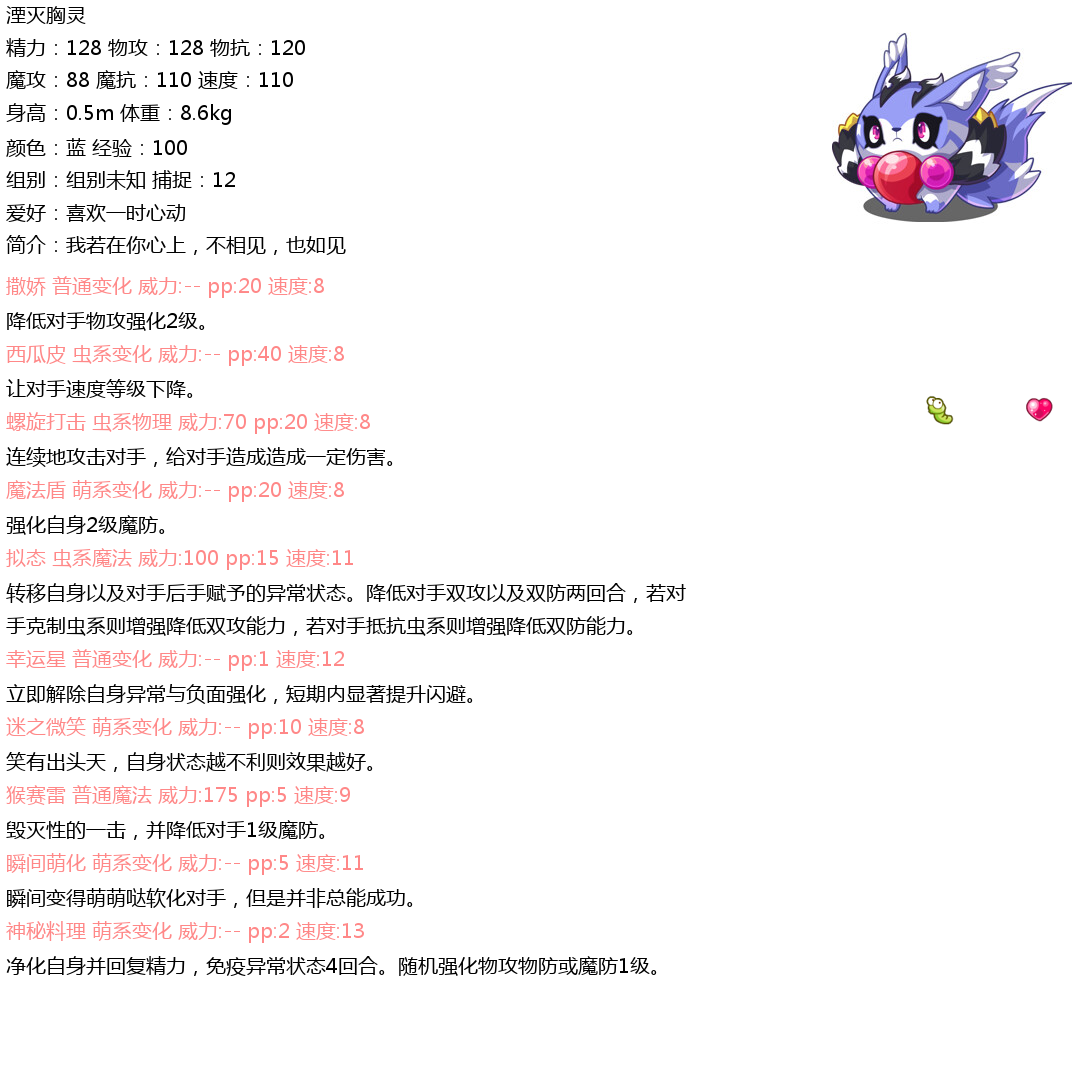 湮灭胸灵
精力：128 物攻：128 物抗：120
魔攻：88 魔抗：110 速度：110
身高：0.5m 体重：8.6kg
颜色：蓝 经验：100
组别：组别未知 捕捉：12
爱好：喜欢一时心动
简介：我若在你心上，不相见，也如见
撒娇 普通变化 威力:-- pp:20 速度:8
降低对手物攻强化2级。
西瓜皮 虫系变化 威力:-- pp:40 速度:8
让对手速度等级下降。
螺旋打击 虫系物理 威力:70 pp:20 速度:8
连续地攻击对手，给对手造成造成一定伤害。
魔法盾 萌系变化 威力:-- pp:20 速度:8
强化自身2级魔防。
拟态 虫系魔法 威力:100 pp:15 速度:11
转移自身以及对手后手赋予的异常状态。降低对手双攻以及双防两回合，若对
手克制虫系则增强降低双攻能力，若对手抵抗虫系则增强降低双防能力。
幸运星 普通变化 威力:-- pp:1 速度:12
立即解除自身异常与负面强化，短期内显著提升闪避。
迷之微笑 萌系变化 威力:-- pp:10 速度:8
笑有出头天，自身状态越不利则效果越好。
猴赛雷 普通魔法 威力:175 pp:5 速度:9
毁灭性的一击，并降低对手1级魔防。
瞬间萌化 萌系变化 威力:-- pp:5 速度:11
瞬间变得萌萌哒软化对手，但是并非总能成功。
神秘料理 萌系变化 威力:-- pp:2 速度:13
净化自身并回复精力，免疫异常状态4回合。随机强化物攻物防或魔防1级。